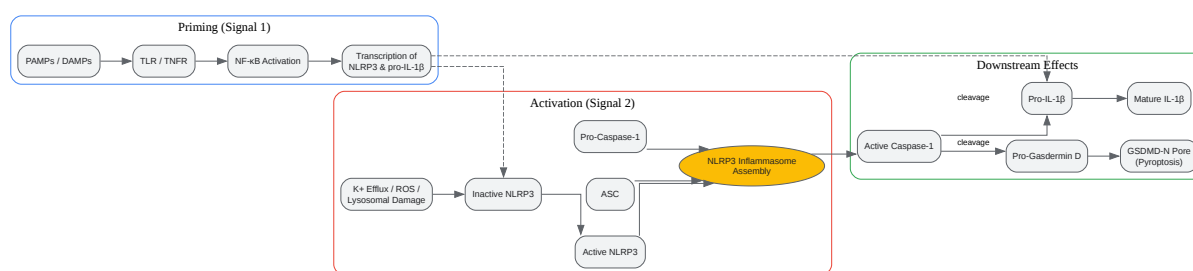 Priming (Signal 1)
PAMPs / DAMPs
TLR / TNFR
NF-κB Activation
Transcription of
NLRP3 & pro-IL-1β
Activation (Signal 2)
Pro-Caspase-1
K+ Efflux / ROS /
Lysosomal Damage
Inactive NLRP3
ASC
Active NLRP3
NLRP3 Inflammasome
Assembly
Downstream Effects
Active Caspase-1
cleavage
Pro-IL-1β
Mature IL-1β
cleavage
Pro-Gasdermin D
GSDMD-N Pore
(Pyroptosis)